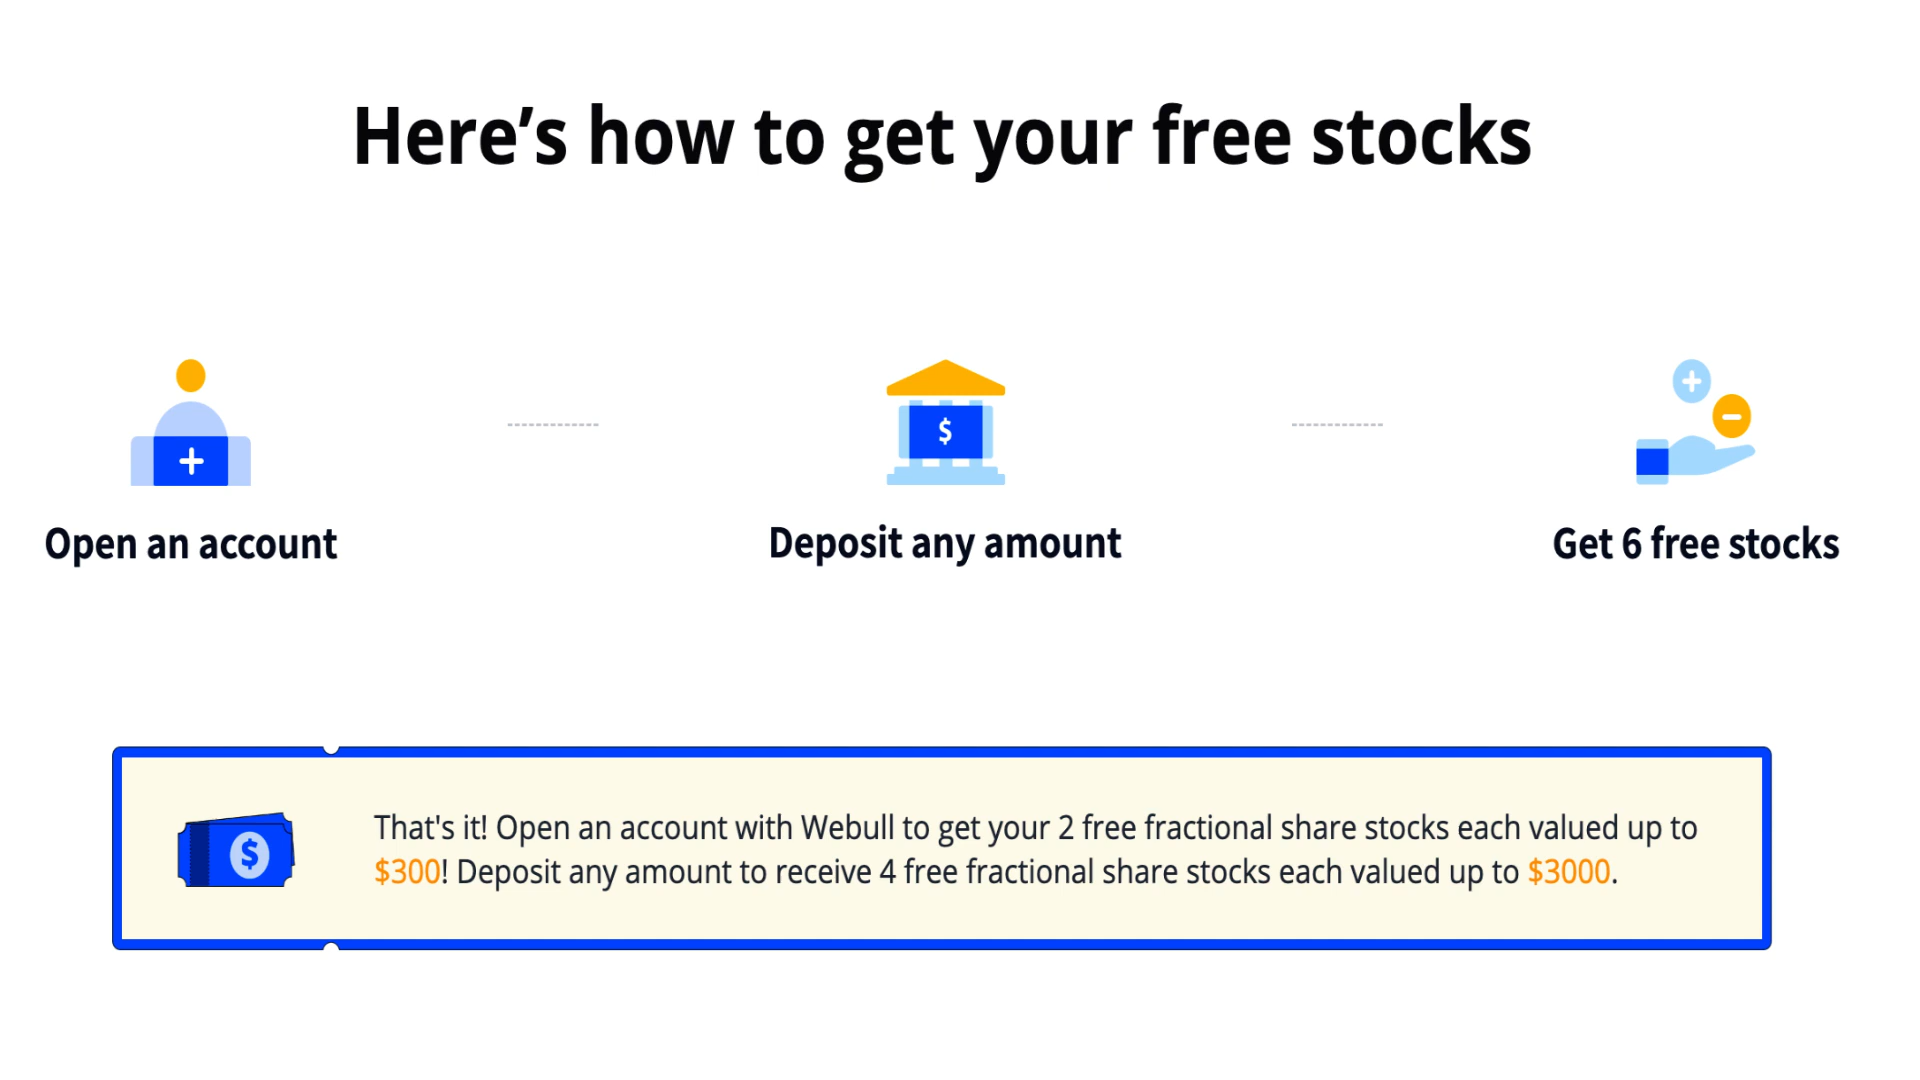 Here’s how to get your free stocks
$
Open an account
Deposit any amount
Get 6 free stocks
$
That's it! Open an account with Webull to get your 2 free fractional share stocks each valued up to
$300! Deposit any amount to receive 4 free fractional share stocks each valued up to $3000.